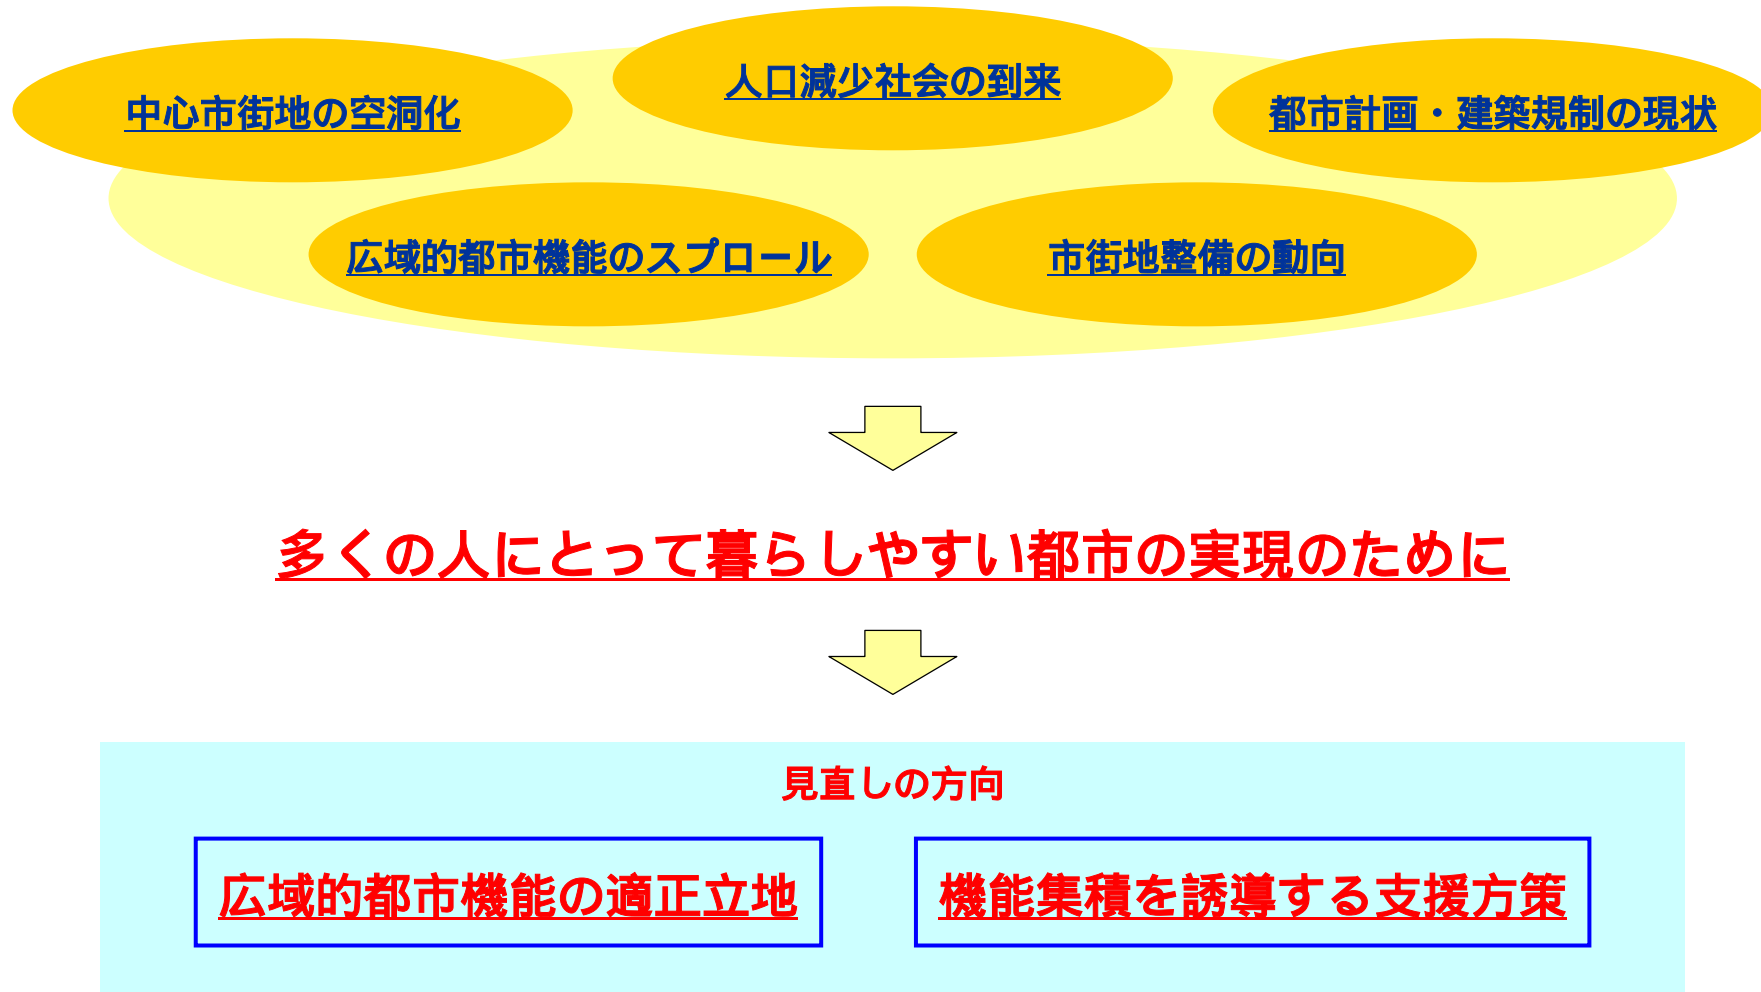 人口減少社会の到来
中心市街地の空洞化
都市計画・建築規制の現状
広域的都市機能のスプロール
市街地整備の動向
多くの人にとって暮らしやすい都市の実現のために
見直しの方向
広域的都市機能の適正立地
機能集積を誘導する支援方策